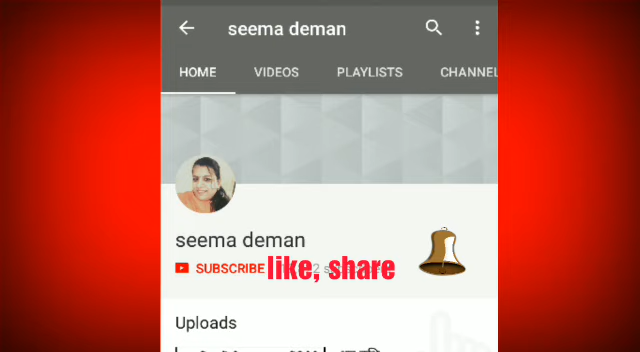 seema deman
HOME VIDEOS PLAYLISTS CHANNEL
seema deman
SUBSCRIBE like, share
Uploads